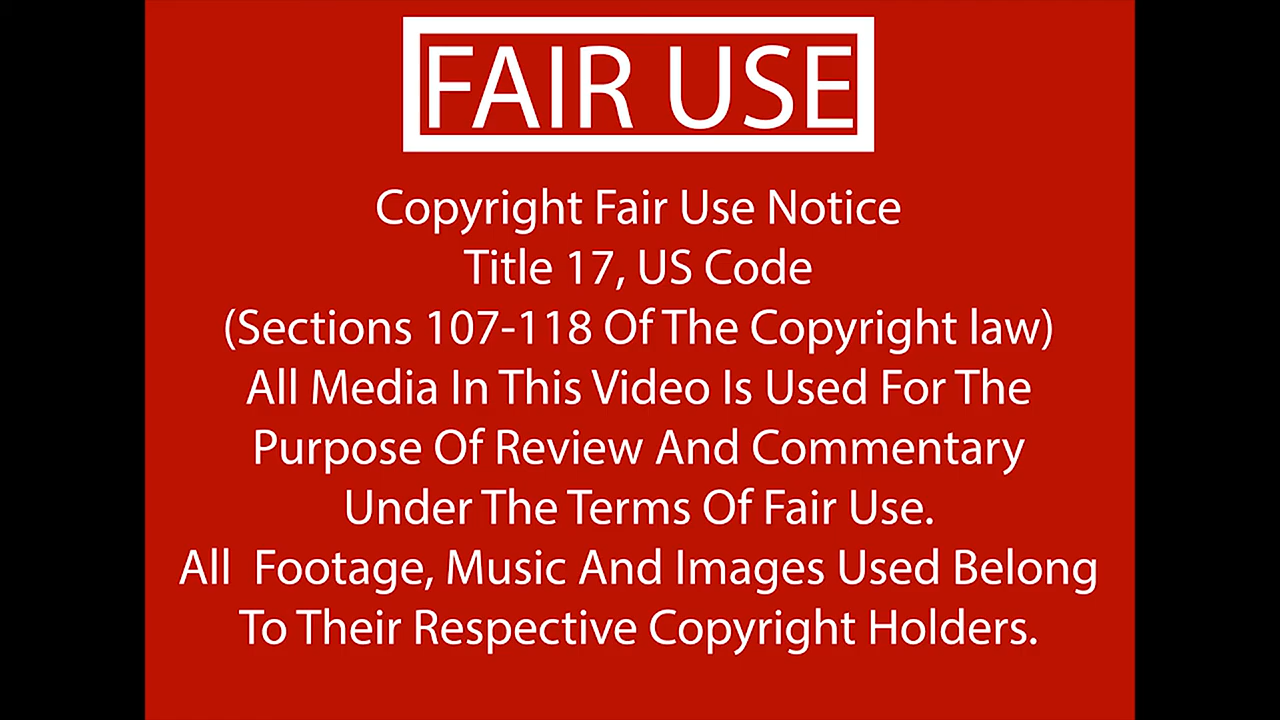 FAIR USE
Copyright Fair Use Notice
Title 17, US Code
(Sections 107-118 Of The Copyright law)
All Media In This Video Is Used For The
Purpose Of Review And Commentary
Under The Terms Of Fair Use.
All  Footage, Music And Images Used Belong
To Their Respective Copyright Holders.